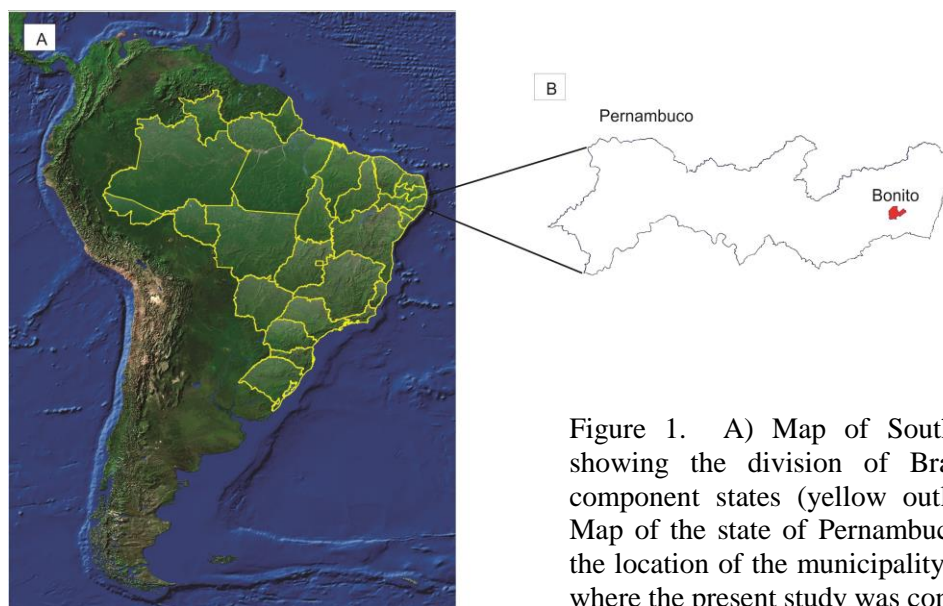 A
B
Pernambuco
Bonito
Figure 1. A) Map of South
showing the division of Bra
component states (yellow outl
Map of the state of Pernambuc
the location of the municipality
where the present study was con